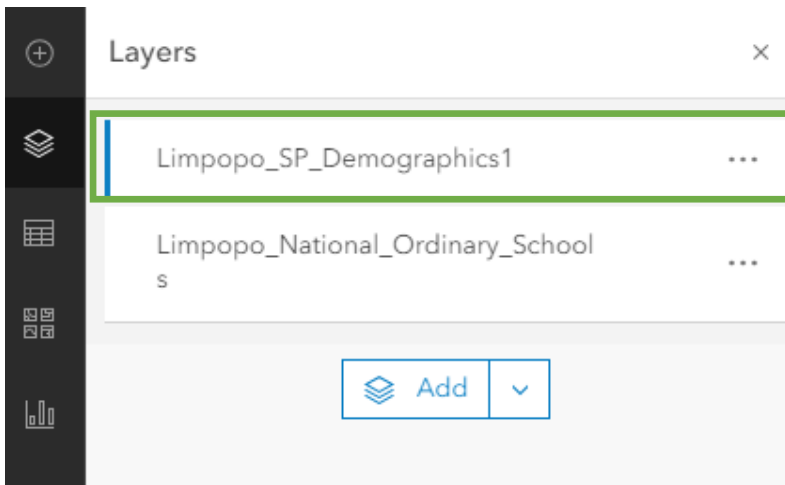 Layers
Limpopo_SP_Demographics1
Limpopo_National_Ordinary_School
s
Add